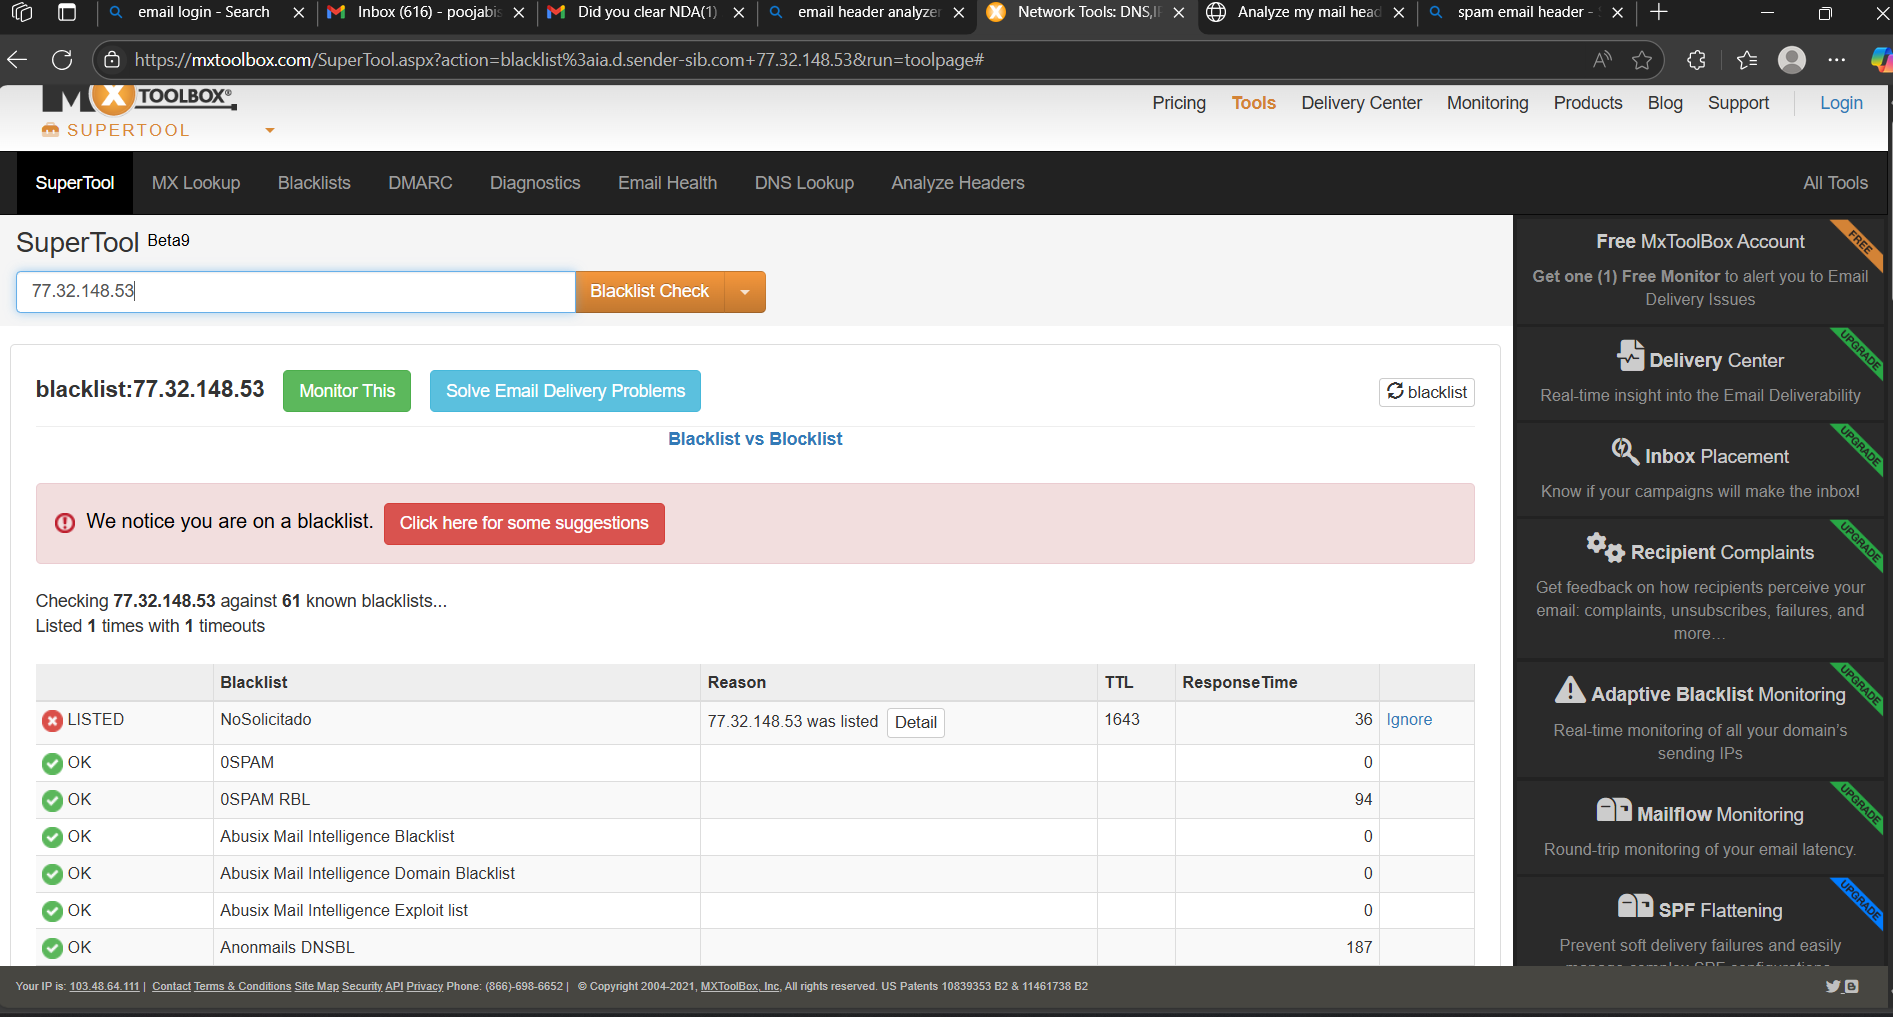 email login - Search
Inbox (616) - poojabis
Did you clear NDA(1)
email header analyzer
Network Tools: DNS,IP
Analyze my mail head
spam email header -
https://mxtoolbox.com/SuperTool.aspx?action=blacklist%3aia.d.sender-sib.com+77.32.148.53&run=toolpage#
MX TOOLBOX®
SUPERTOOL
Pricing Tools Delivery Center Monitoring Products Blog Support Login
SuperTool MX Lookup Blacklists DMARC Diagnostics Email Health DNS Lookup Analyze Headers All Tools
SuperTool Beta9
77.32.148.53 Blacklist Check
blacklist:77.32.148.53 Monitor This Solve Email Delivery Problems blacklist
Blacklist vs Blocklist
We notice you are on a blacklist. Click here for some suggestions
Checking 77.32.148.53 against 61 known blacklists...
Listed 1 times with 1 timeouts
Blacklist Reason TTL ResponseTime
LISTED NoSolicitado 77.32.148.53 was listed Detail 1643 36 Ignore
OK 0SPAM 0
OK 0SPAM RBL 94
OK Abusix Mail Intelligence Blacklist 0
OK Abusix Mail Intelligence Domain Blacklist 0
OK Abusix Mail Intelligence Exploit list 0
OK Anonmails DNSBL 187
FREE
Free MxToolBox Account
Get one (1) Free Monitor to alert you to Email
Delivery Issues
UPGRADE
Delivery Center
Real-time insight into the Email Deliverability
UPGRADE
Inbox Placement
Know if your campaigns will make the inbox!
UPGRADE
Recipient Complaints
Get feedback on how recipients perceive your
email: complaints, unsubscribes, failures, and
more…
UPGRADE
Adaptive Blacklist Monitoring
Real-time monitoring of all your domain's
sending IPs
UPGRADE
Mailflow Monitoring
Round-trip monitoring of your email latency.
UPGRADE
SPF Flattening
Prevent soft delivery failures and easily
manage complex SPF configurations.
Your IP is: 103.48.64.111 | Contact Terms & Conditions Site Map Security API Privacy Phone: (866)-698-6652 | © Copyright 2004-2021, MXToolBox, Inc, All rights reserved. US Patents 10839353 B2 & 11461738 B2